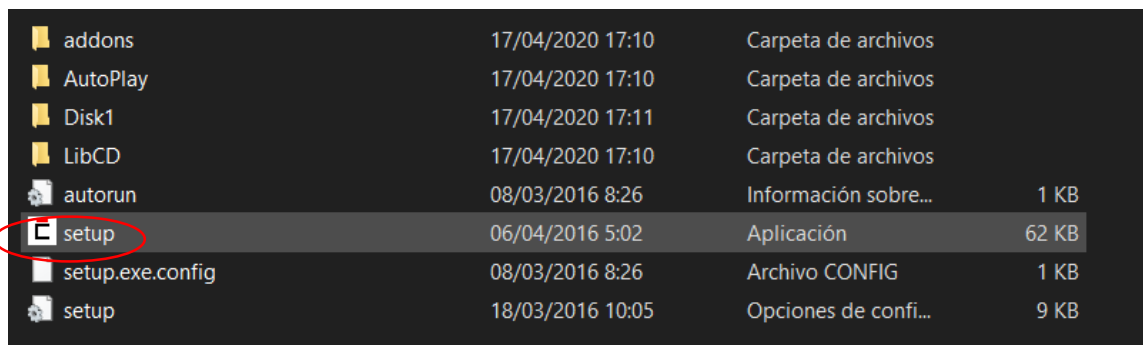 addons 17/04/2020 17:10 Carpeta de archivos
AutoPlay 17/04/2020 17:10 Carpeta de archivos
Disk1 17/04/2020 17:11 Carpeta de archivos
LibCD 17/04/2020 17:10 Carpeta de archivos
autorun 08/03/2016 8:26 Información sobre... 1 KB
setup 06/04/2016 5:02 Aplicación 62 KB
setup.exe.config 08/03/2016 8:26 Archivo CONFIG 1 KB
setup 18/03/2016 10:05 Opciones de confi... 9 KB